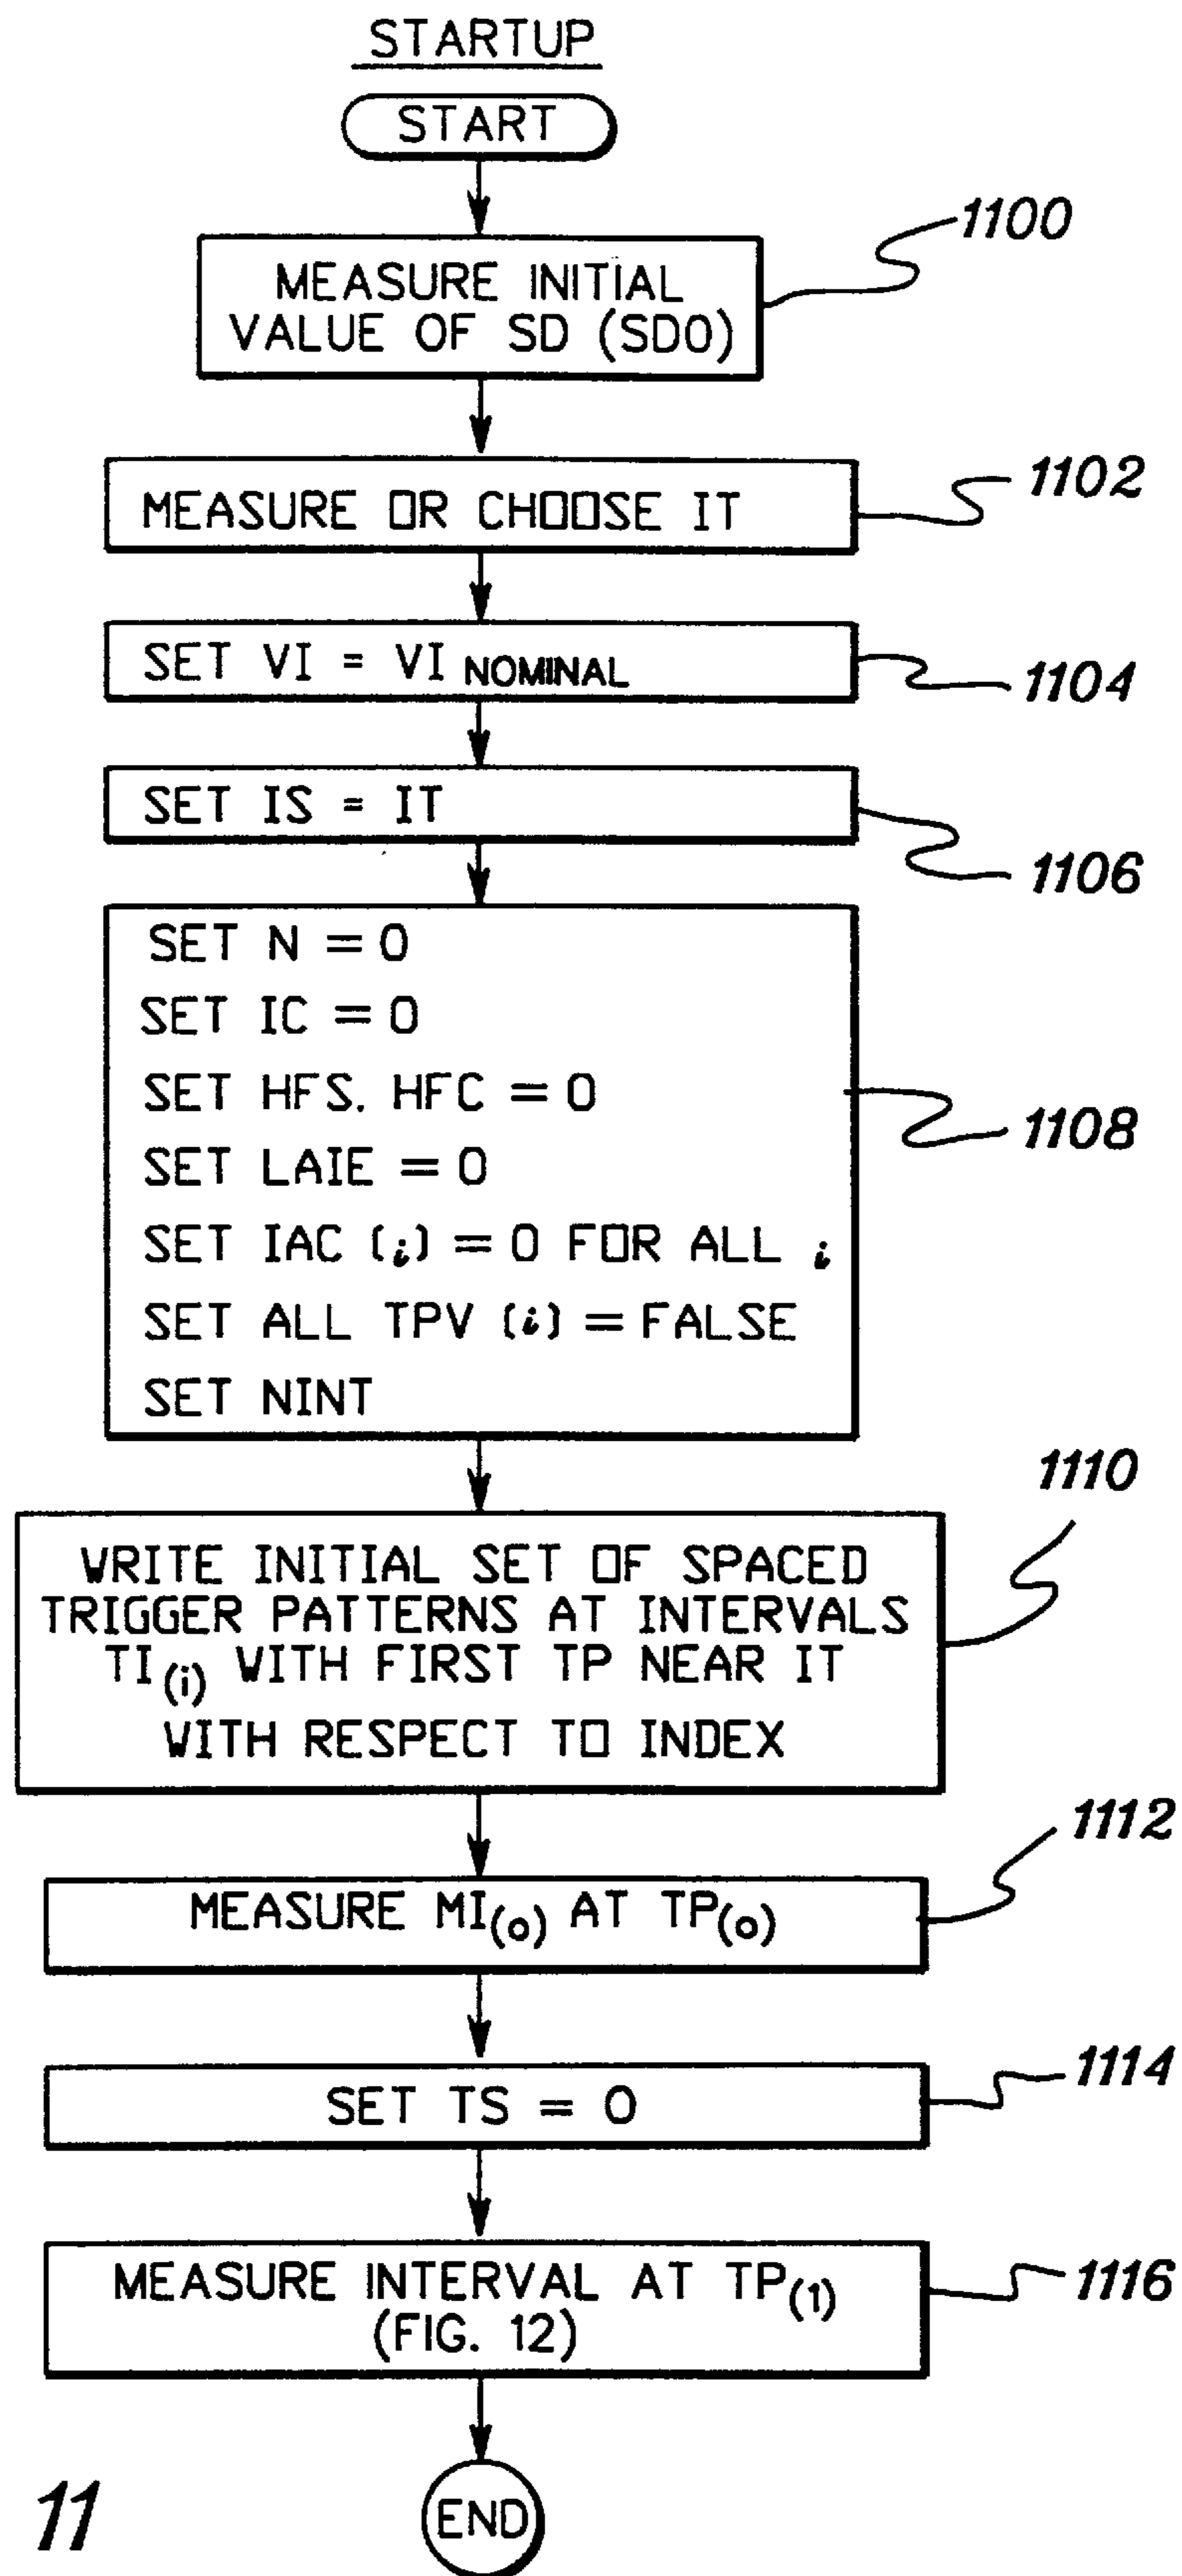 STARTUP
START
1100
MEASURE INITIAL
VALUE OF SD (SD0)
1102
MEASURE OR CHOOSE IT
SET VI = VI NOMINAL
1104
SET IS = IT
1106
SET N = 0
SET IC = 0
SET HFS. HFC = 0
1108
SET LAIE = 0
SET IAC (i) = 0 FOR ALL i
SET ALL TPV (i) = FALSE
SET NINT
1110
WRITE INITIAL SET OF SPACED
TRIGGER PATTERNS AT INTERVALS
TI(i) WITH FIRST TP NEAR IT
WITH RESPECT TO INDEX
1112
MEASURE MI(o) AT TP(o)
1114
SET TS = 0
1116
MEASURE INTERVAL AT TP(1)
(FIG. 12)
11
END